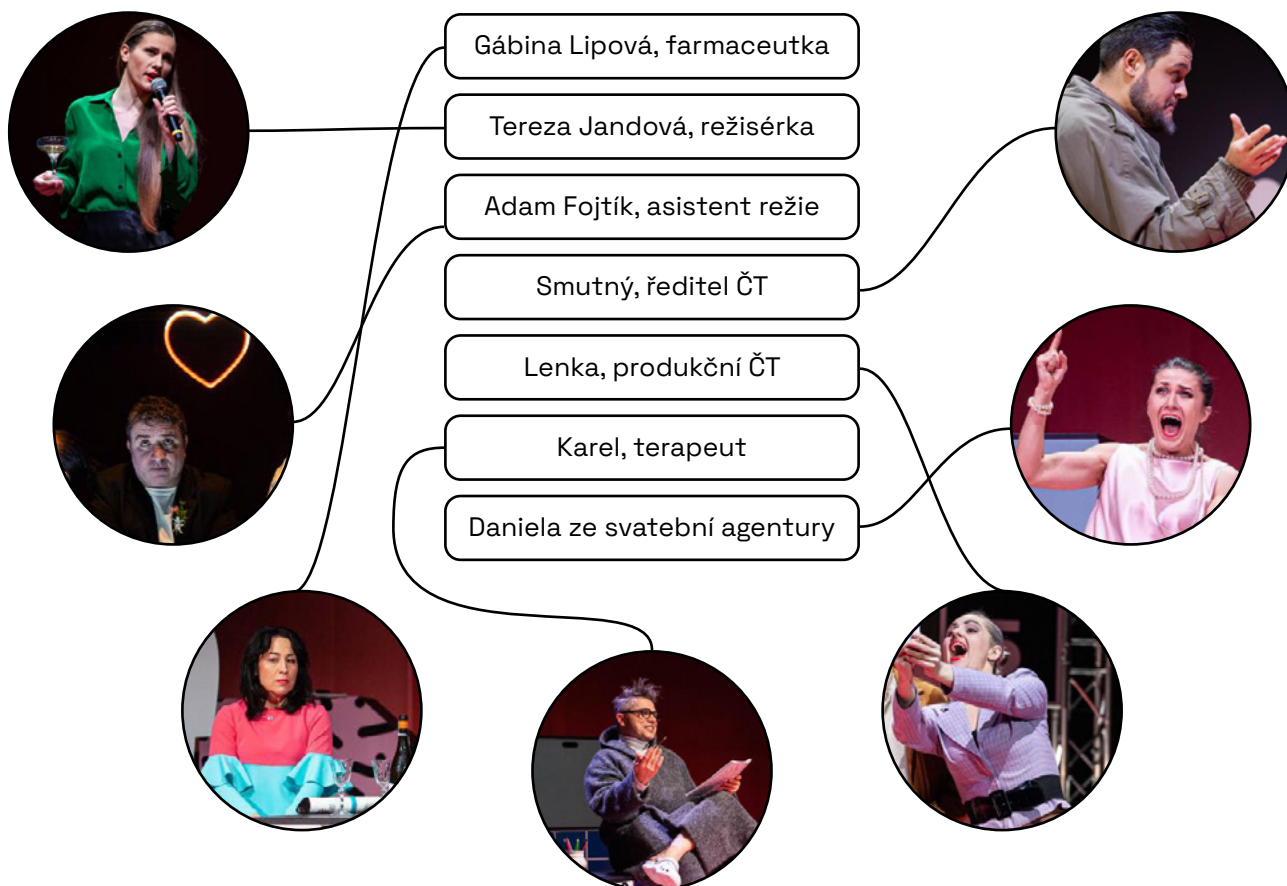 Gábina Lipová, farmaceutka
Tereza Jandová, režisérka
Adam Fojtík, asistent režie
Smutný, ředitel ČT
Lenka, produkční ČT
Karel, terapeut
Daniela ze svatební agentury